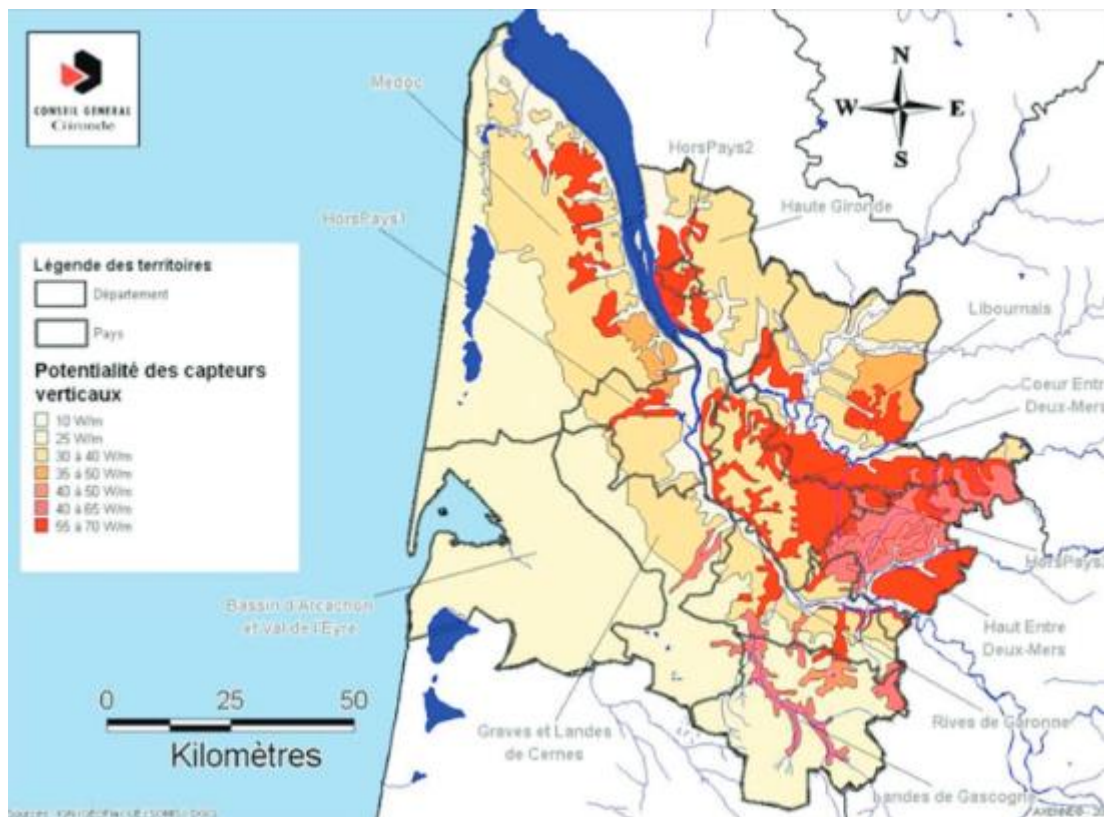 CONSEIL GENERAL
Gironde
N
W E
S
Médoc
HorsPays2
Haute Gironde
HorsPays1
Légende des territoires
Département
Pays
Potentialité des capteurs
verticaux
10 W/m
25 W/m
30 à 40 W/m
35 à 50 W/m
40 à 50 W/m
40 à 65 W/m
55 à 70 W/m
Libournais
Coeur Entre
Deux-Mers
Bassin d'Arcachon
et Val de l'Eyre
Haut Entre
Deux-Mers
0 25 50
Kilomètres
Graves et Landes
de Cernes
Rives de Garonne
Landes de Gascogne